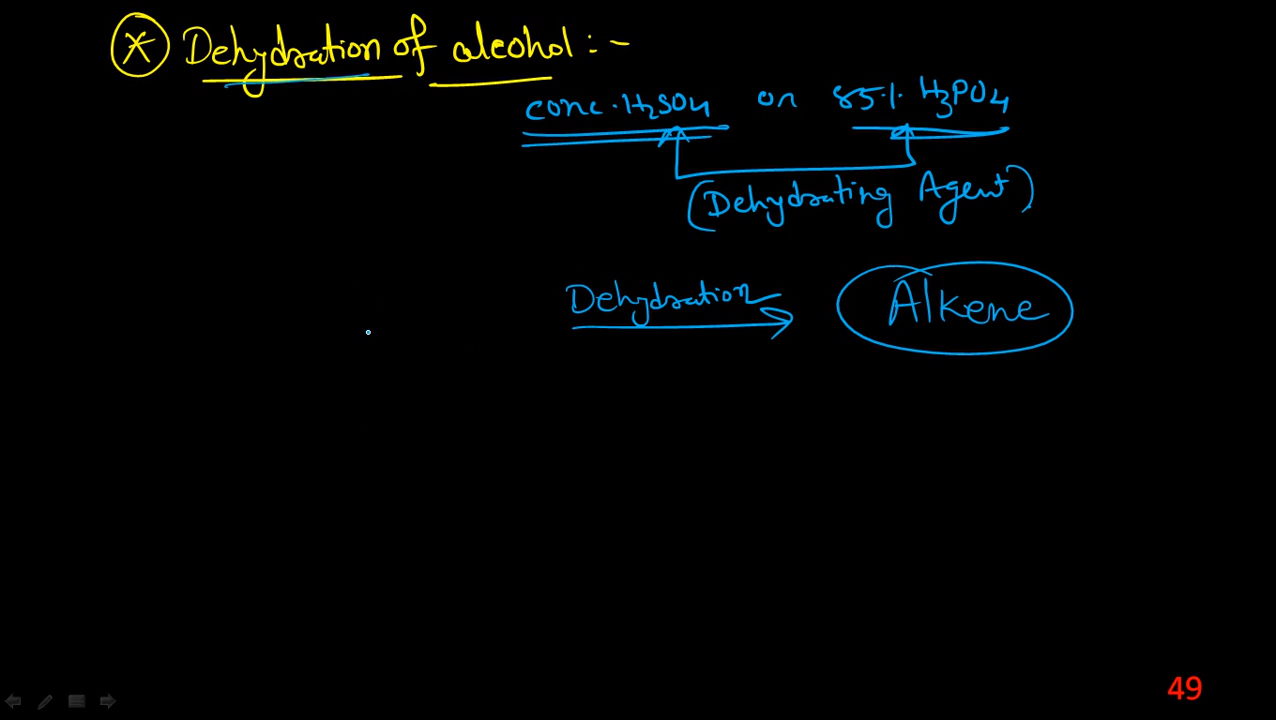 * Dehydration of alcohol :-
conc. H2SO4 or 85% H3PO4
(Dehydrating Agent)
Dehydration Alkene
49